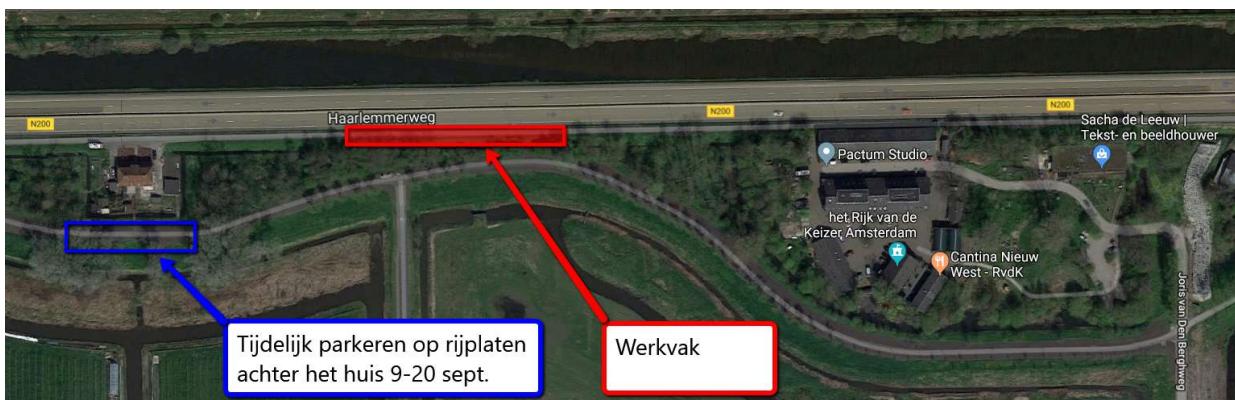 N200
Haarlemmerweg
N200
N200
Sacha de Leeuw |
Tekst- en beeldhouwer
Pactum Studio
het Rijk van de
Keizer Amsterdam
Cantina Nieuw
West - RvdK
Joris van Den Berghweg
Tijdelijk parkeren op rijplaten
achter het huis 9-20 sept.
Werkvak